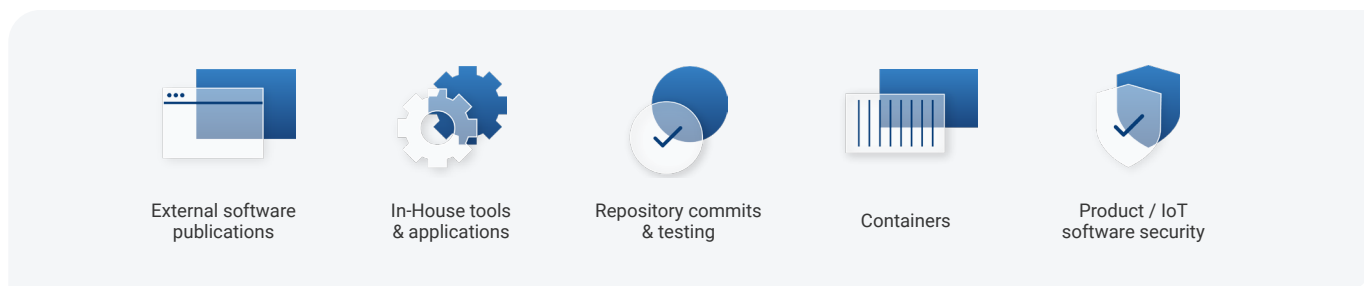 External software
publications
In-House tools
& applications
Repository commits
& testing
Containers
Product / IoT
software security